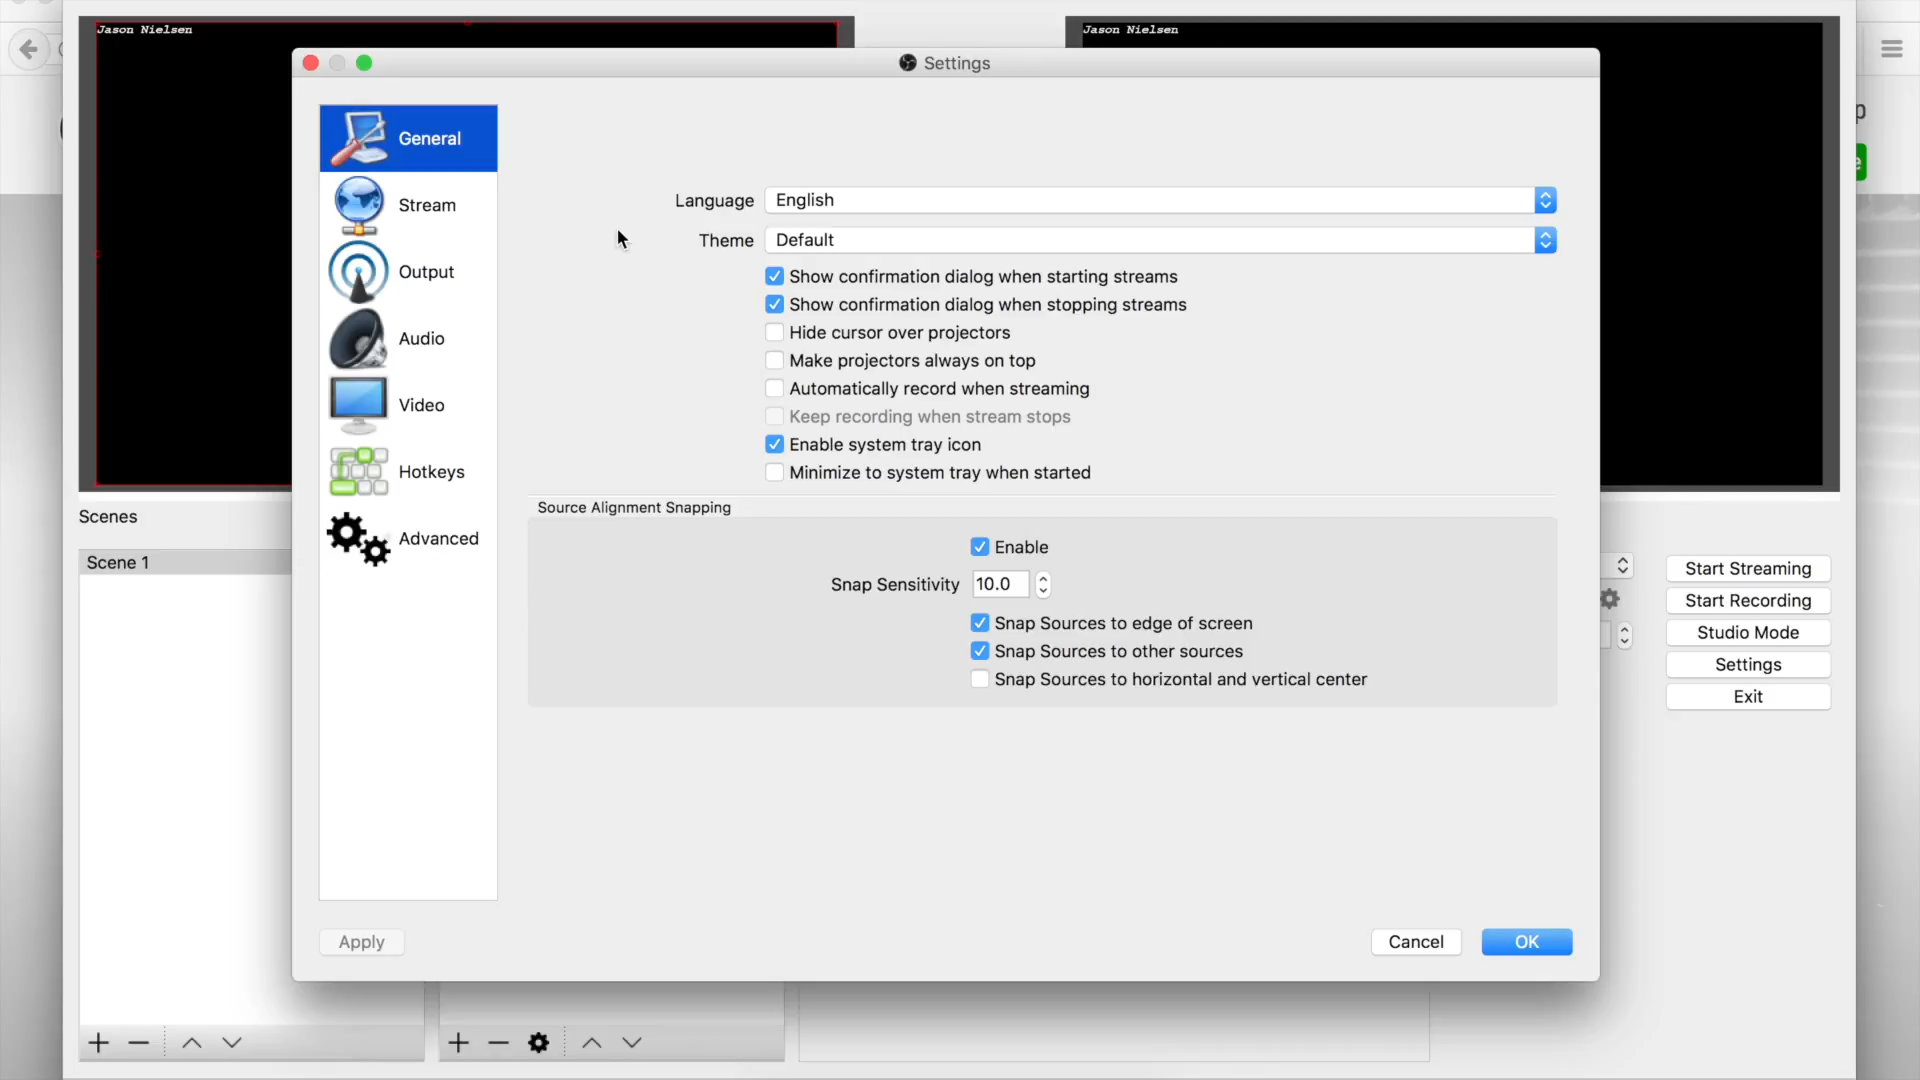 Jason Nielsen
Jason Nielsen
Settings
General
Stream
Output
Audio
Video
Hotkeys
Advanced
Language English
Theme Default
Show confirmation dialog when starting streams
Show confirmation dialog when stopping streams
Hide cursor over projectors
Make projectors always on top
Automatically record when streaming
Keep recording when stream stops
Enable system tray icon
Minimize to system tray when started
Source Alignment Snapping
Enable
Snap Sensitivity 10.0
Snap Sources to edge of screen
Snap Sources to other sources
Snap Sources to horizontal and vertical center
Apply
Cancel
OK
Scenes
Scene 1
Start Streaming
Start Recording
Studio Mode
Settings
Exit